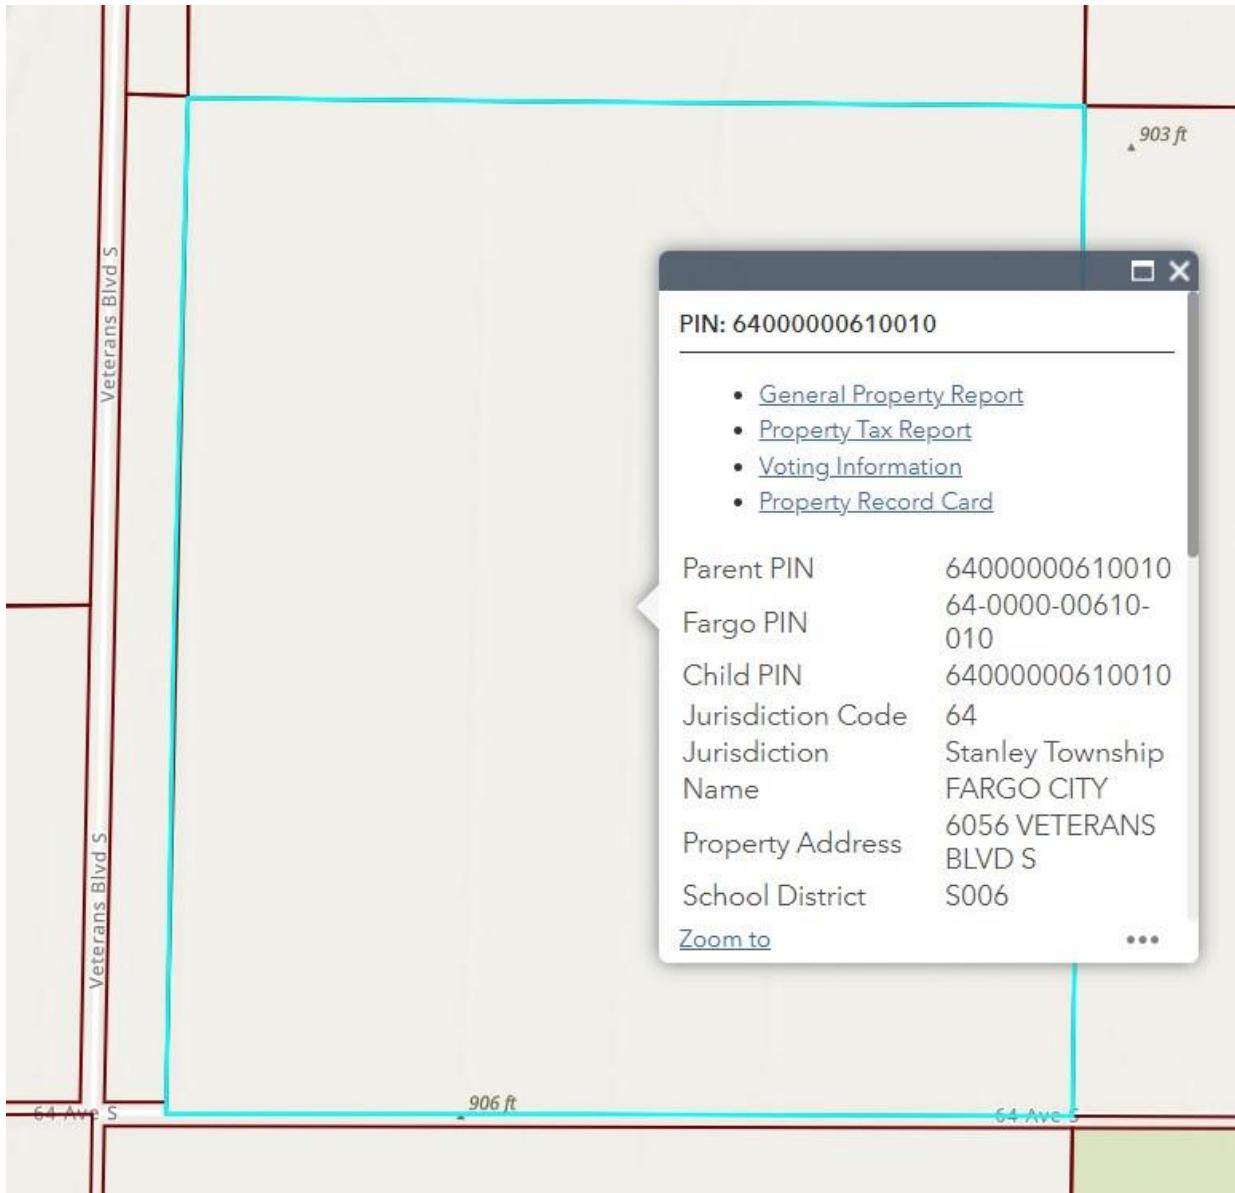 903 ft
Veterans Blvd S
PIN: 64000000610010
• General Property Report
• Property Tax Report
• Voting Information
• Property Record Card
Parent PIN 64000000610010
Fargo PIN 64-0000-00610-
010
Child PIN 64000000610010
Jurisdiction Code 64
Jurisdiction Stanley Township
Name FARGO CITY
Property Address 6056 VETERANS
BLVD S
School District S006
Zoom to
Veterans Blvd S
906 ft
64 Ave S
64 Ave S